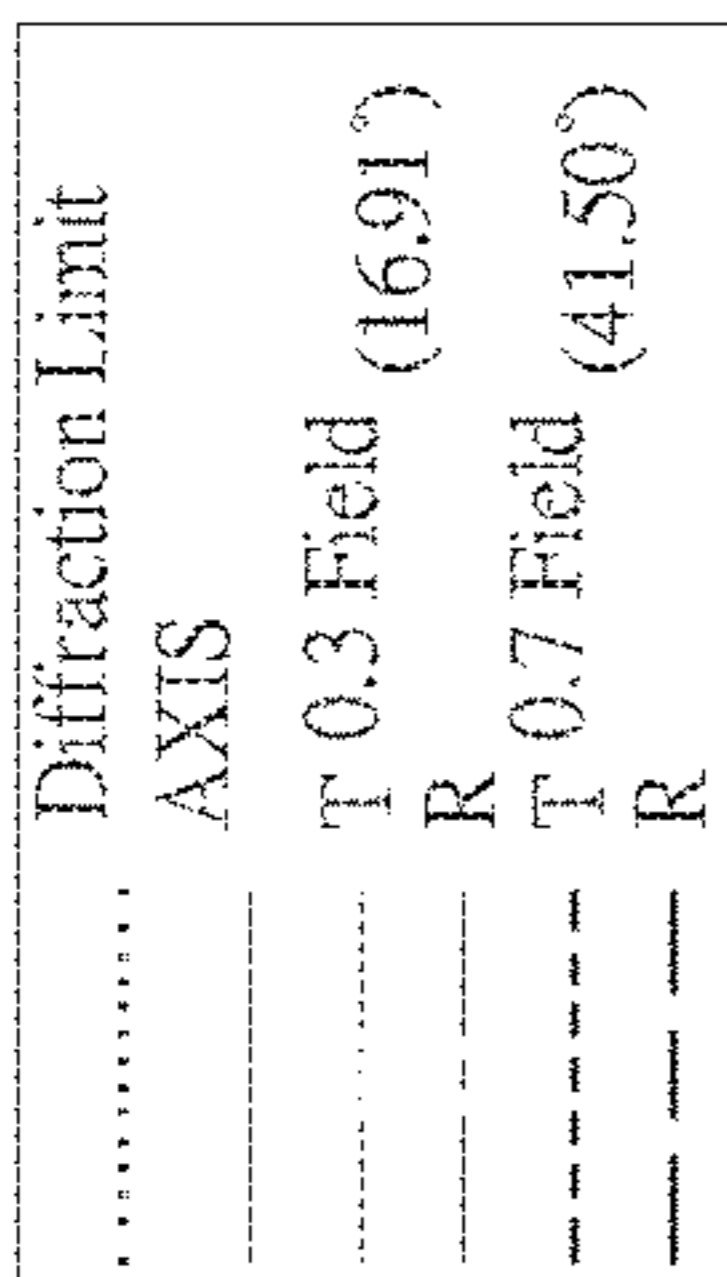 Diffraction Limit
AXIS
T 0.3 Field (16.91°)
R
T 0.7 Field (41.50°)
R